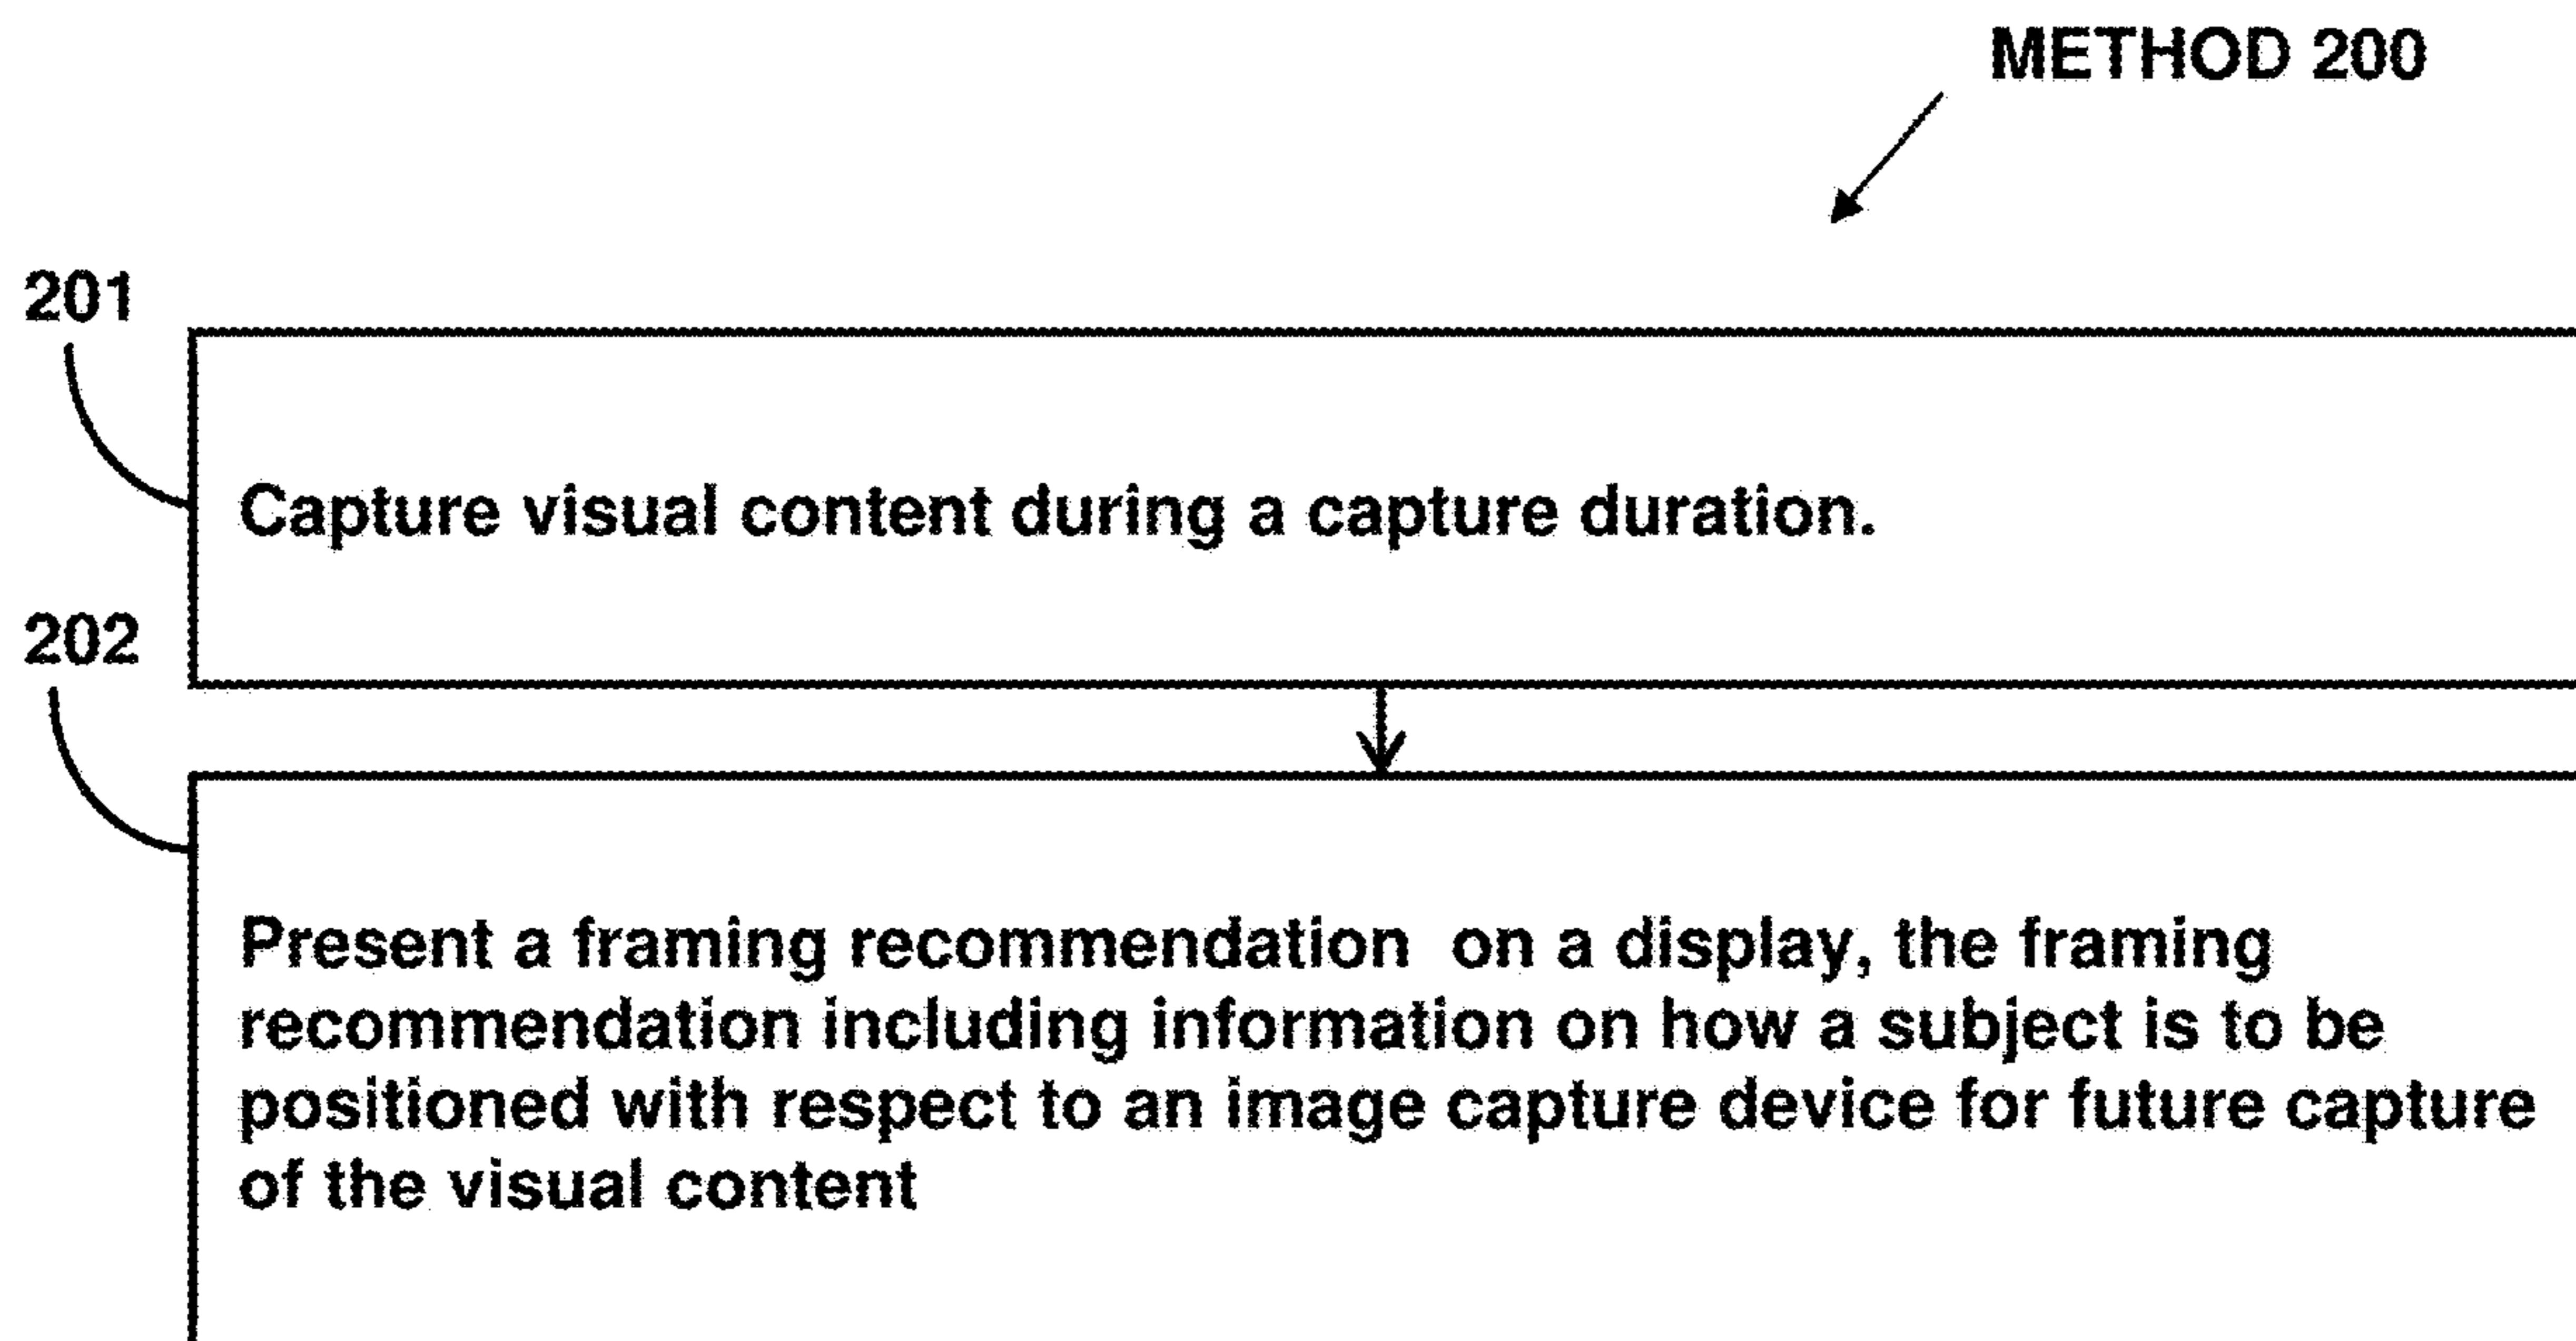 METHOD 200
201
Capture visual content during a capture duration.
202
Present a framing recommendation  on a display, the framing
recommendation including information on how a subject is to be
positioned with respect to an image capture device for future capture
of the visual content